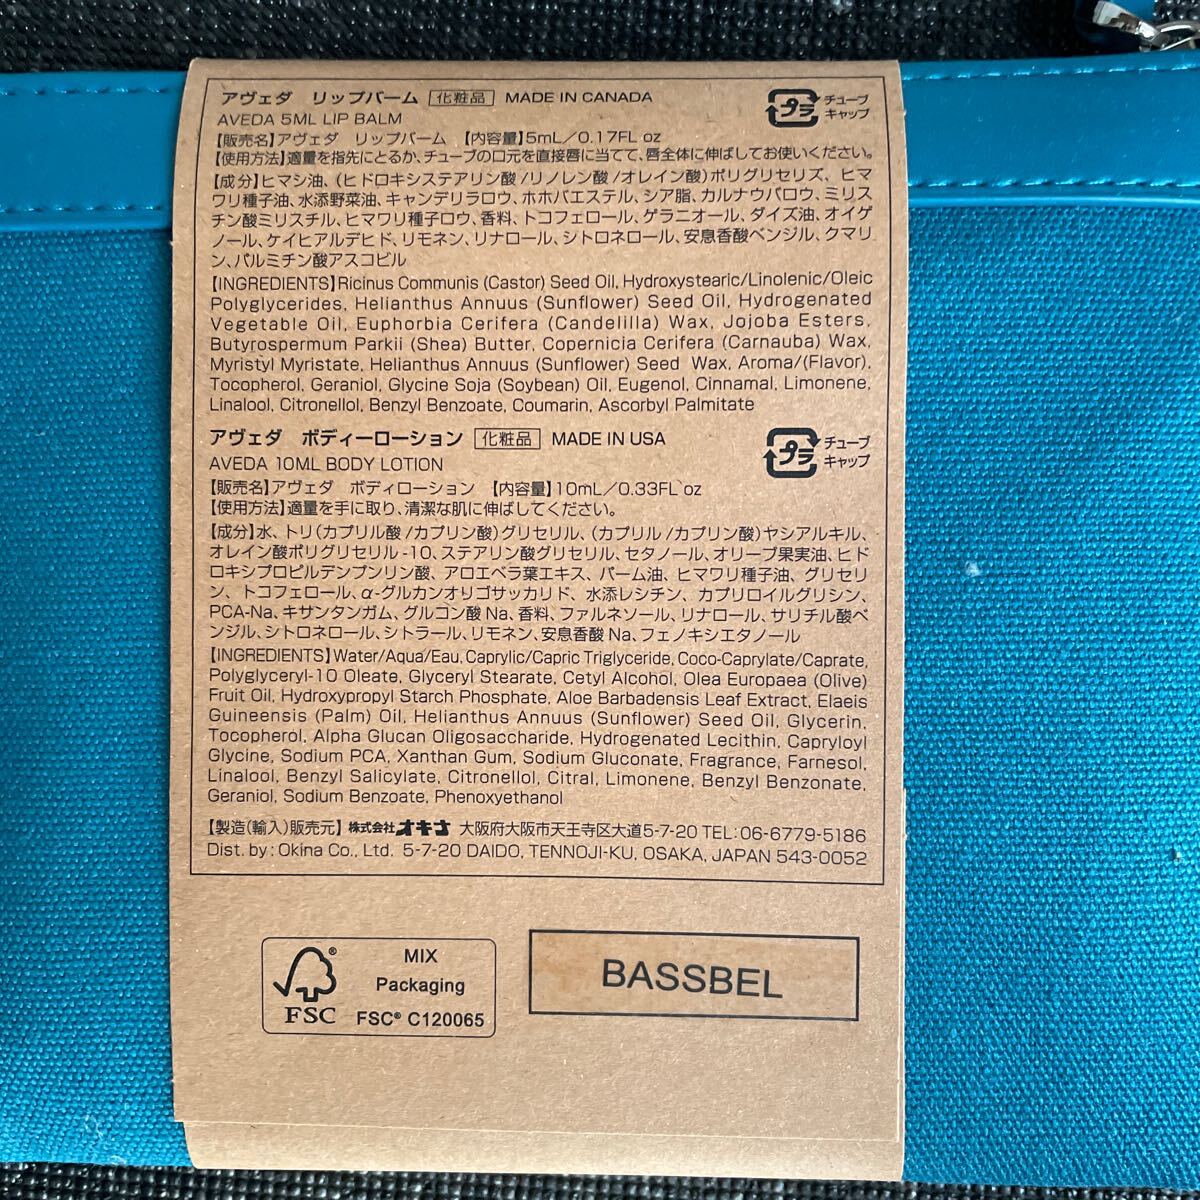 アヴェダ リップバーム 化粧品 MADE IN CANADA
AVEDA 5ML LIP BALM
プラ チューブ
キャップ
【販売名】アヴェダ リップバーム 【内容量】5mL／0.17FL oz
【使用方法】適量を指先にとるか、チューブの口元を直接唇に当てて、唇全体に伸ばしてお使いください。
【成分】ヒマシ油、(ヒドロキシステアリン酸/リノレン酸/オレイン酸)ポリグリセリズ、ヒマ
ワリ種子油、水添野菜油、キャンデリラロウ、ホホバエステル、シア脂、カルナウバロウ、ミリス
チン酸ミリスチル、ヒマワリ種子ロウ、香料、トコフェロール、ゲラニオール、ダイズ油、オイゲ
ノール、ケイヒアルデヒド、リモネン、リナロール、シトロネロール、安息香酸ベンジル、クマリ
ン、パルミチン酸アスコビル
【INGREDIENTS】Ricinus Communis (Castor) Seed Oil, Hydroxystearic/Linolenic/Oleic
Polyglycerides, Helianthus Annuus (Sunflower) Seed Oil, Hydrogenated
Vegetable Oil, Euphorbia Cerifera (Candelilla) Wax, Jojoba Esters,
Butyrospermum Parkii (Shea) Butter, Copernicia Cerifera (Carnauba) Wax,
Myristyl Myristate, Helianthus Annuus (Sunflower) Seed Wax, Aroma/(Flavor),
Tocopherol, Geraniol, Glycine Soja (Soybean) Oil, Eugenol, Cinnamal, Limonene,
Linalool, Citronellol, Benzyl Benzoate, Coumarin, Ascorbyl Palmitate
アヴェダ ボディーローション 化粧品 MADE IN USA
AVEDA 10ML BODY LOTION
プラ チューブ
キャップ
【販売名】アヴェダ ボディローション 【内容量】10mL／0.33FL oz
【使用方法】適量を手に取り、清潔な肌に伸ばしてください。
【成分】水、トリ(カプリル酸/カプリン酸)グリセリル、(カプリル/カプリン酸)ヤシアルキル、
オレイン酸ポリグリセリル-10、ステアリン酸グリセリル、セタノール、オリーブ果実油、ヒド
ロキシプロピルデンプンリン酸、アロエベラ葉エキス、パーム油、ヒマワリ種子油、グリセリ
ン、トコフェロール、α-グルカンオリゴサッカリド、水添レシチン、カプリロイルグリシン、
PCA-Na、キサンタンガム、グルコン酸Na、香料、ファルネソール、リナロール、サリチル酸ベ
ンジル、シトロネロール、シトラール、リモネン、安息香酸Na、フェノキシエタノール
【INGREDIENTS】Water/Aqua/Eau, Caprylic/Capric Triglyceride, Coco-Caprylate/Caprate,
Polyglyceryl-10 Oleate, Glyceryl Stearate, Cetyl Alcohol, Olea Europaea (Olive)
Fruit Oil, Hydroxypropyl Starch Phosphate, Aloe Barbadensis Leaf Extract, Elaeis
Guineensis (Palm) Oil, Helianthus Annuus (Sunflower) Seed Oil, Glycerin,
Tocopherol, Alpha Glucan Oligosaccharide, Hydrogenated Lecithin, Capryloyl
Glycine, Sodium PCA, Xanthan Gum, Sodium Gluconate, Fragrance, Farnesol,
Linalool, Benzyl Salicylate, Citronellol, Citral, Limonene, Benzyl Benzonate,
Geraniol, Sodium Benzoate, Phenoxyethanol
【製造(輸入)販売元】株式会社オキナ 大阪府大阪市天王寺区大道5-7-20 TEL:06-6779-5186
Dist. by: Okina Co., Ltd. 5-7-20 DAIDO, TENNOJI-KU, OSAKA, JAPAN 543-0052
FSC
MIX
Packaging
FSC® C120065
BASSBEL